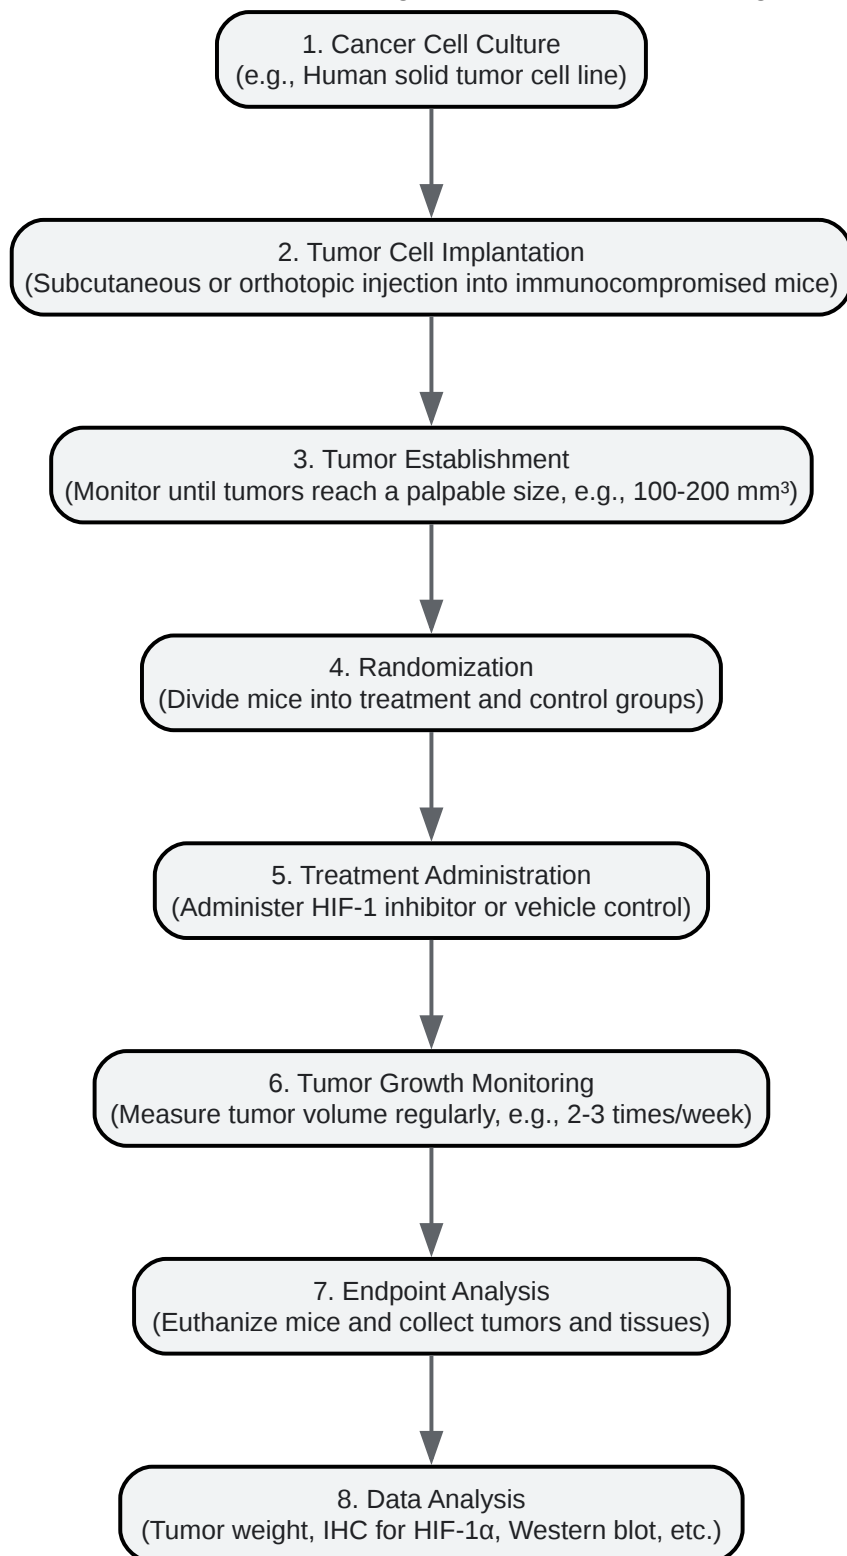 1. Cancer Cell Culture
(e.g., Human solid tumor cell line)
2. Tumor Cell Implantation
(Subcutaneous or orthotopic injection into immunocompromised mice)
3. Tumor Establishment
(Monitor until tumors reach a palpable size, e.g., 100-200 mm³)
4. Randomization
(Divide mice into treatment and control groups)
5. Treatment Administration
(Administer HIF-1 inhibitor or vehicle control)
6. Tumor Growth Monitoring
(Measure tumor volume regularly, e.g., 2-3 times/week)
7. Endpoint Analysis
(Euthanize mice and collect tumors and tissues)
8. Data Analysis
(Tumor weight, IHC for HIF-1α, Western blot, etc.)